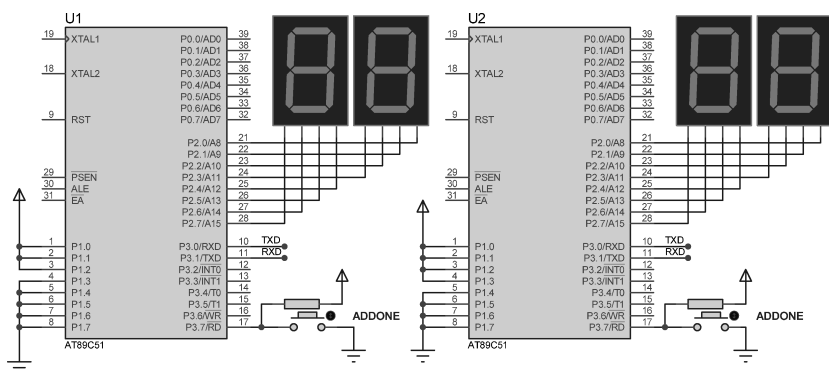 U1
19 XTAL1 P0.0/AD0 39
P0.1/AD1 38
P0.2/AD2 37
18 XTAL2 P0.3/AD3 36
P0.4/AD4 35
P0.5/AD5 34
P0.6/AD6 33
9 RST P0.7/AD7 32
P2.0/A8 21
P2.1/A9 22
P2.2/A10 23
29 PSEN P2.3/A11 24
30 ALE P2.4/A12 25
31 EA P2.5/A13 26
P2.6/A14 27
P2.7/A15 28
1 P1.0 P3.0/RXD 10 TXD
2 P1.1 P3.1/TXD 11 RXD
3 P1.2 P3.2/INT0 12
4 P1.3 P3.3/INT1 13
5 P1.4 P3.4/T0 14
6 P1.5 P3.5/T1 15
7 P1.6 P3.6/WR 16
8 P1.7 P3.7/RD 17
ADDONE
AT89C51
U2
19 XTAL1 P0.0/AD0 39
P0.1/AD1 38
P0.2/AD2 37
18 XTAL2 P0.3/AD3 36
P0.4/AD4 35
P0.5/AD5 34
P0.6/AD6 33
9 RST P0.7/AD7 32
P2.0/A8 21
P2.1/A9 22
P2.2/A10 23
29 PSEN P2.3/A11 24
30 ALE P2.4/A12 25
31 EA P2.5/A13 26
P2.6/A14 27
P2.7/A15 28
1 P1.0 P3.0/RXD 10 TXD
2 P1.1 P3.1/TXD 11 RXD
3 P1.2 P3.2/INT0 12
4 P1.3 P3.3/INT1 13
5 P1.4 P3.4/T0 14
6 P1.5 P3.5/T1 15
7 P1.6 P3.6/WR 16
8 P1.7 P3.7/RD 17
ADDONE
AT89C51